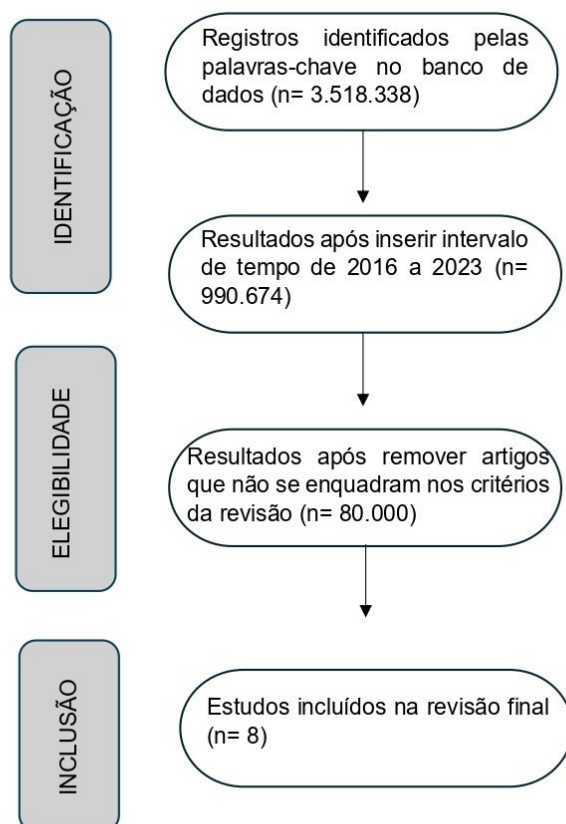 IDENTIFICAÇÃO
Registros identificados pelas
palavras-chave no banco de
dados (n= 3.518.338)
Resultados após inserir intervalo
de tempo de 2016 a 2023 (n=
990.674)
ELEGIBILIDADE
Resultados após remover artigos
que não se enquadram nos critérios
da revisão (n= 80.000)
INCLUSÃO
Estudos incluídos na revisão final
(n= 8)